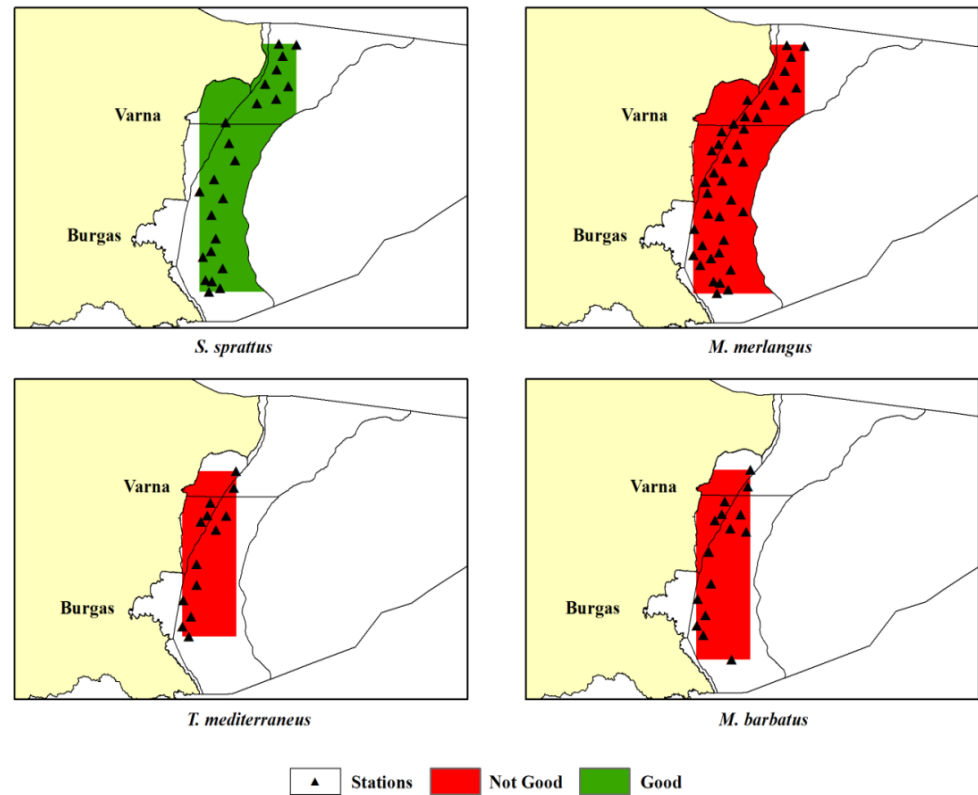 Varna
Burgas
S. sprattus
Varna
Burgas
M. merlangus
Varna
Burgas
T. mediterraneus
Varna
Burgas
M. barbatus
Stations Not Good Good